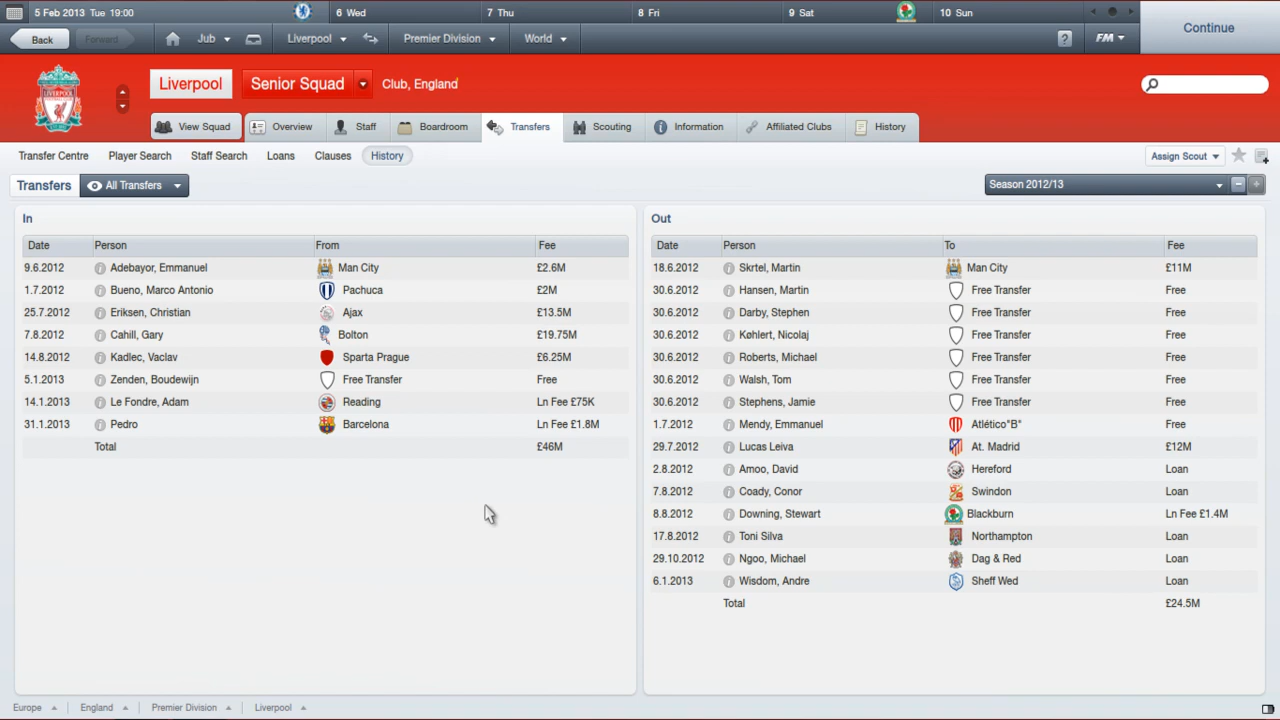 5 Feb 2013 Tue 19:00 6 Wed 7 Thu 8 Fri 9 Sat 10 Sun Continue
Back Forward Jub Liverpool Premier Division World ? FM
Liverpool Senior Squad Club, England
View Squad Overview Staff Boardroom Transfers Scouting Information Affiliated Clubs History
Transfer Centre Player Search Staff Search Loans Clauses History Assign Scout
Transfers All Transfers Season 2012/13
In
Date Person From Fee
9.6.2012 Adebayor, Emmanuel Man City £2.6M
1.7.2012 Bueno, Marco Antonio Pachuca £2M
25.7.2012 Eriksen, Christian Ajax £13.5M
7.8.2012 Cahill, Gary Bolton £19.75M
14.8.2012 Kadlec, Vaclav Sparta Prague £6.25M
5.1.2013 Zenden, Boudewijn Free Transfer Free
14.1.2013 Le Fondre, Adam Reading Ln Fee £75K
31.1.2013 Pedro Barcelona Ln Fee £1.8M
Total £46M
Out
Date Person To Fee
18.6.2012 Skrtel, Martin Man City £11M
30.6.2012 Hansen, Martin Free Transfer Free
30.6.2012 Darby, Stephen Free Transfer Free
30.6.2012 Køhlert, Nicolaj Free Transfer Free
30.6.2012 Roberts, Michael Free Transfer Free
30.6.2012 Walsh, Tom Free Transfer Free
30.6.2012 Stephens, Jamie Free Transfer Free
1.7.2012 Mendy, Emmanuel Atlético"B" Free
29.7.2012 Lucas Leiva At. Madrid £12M
2.8.2012 Amoo, David Hereford Loan
7.8.2012 Coady, Conor Swindon Loan
8.8.2012 Downing, Stewart Blackburn Ln Fee £1.4M
17.8.2012 Toni Silva Northampton Loan
29.10.2012 Ngoo, Michael Dag & Red Loan
6.1.2013 Wisdom, Andre Sheff Wed Loan
Total £24.5M
Europe England Premier Division Liverpool